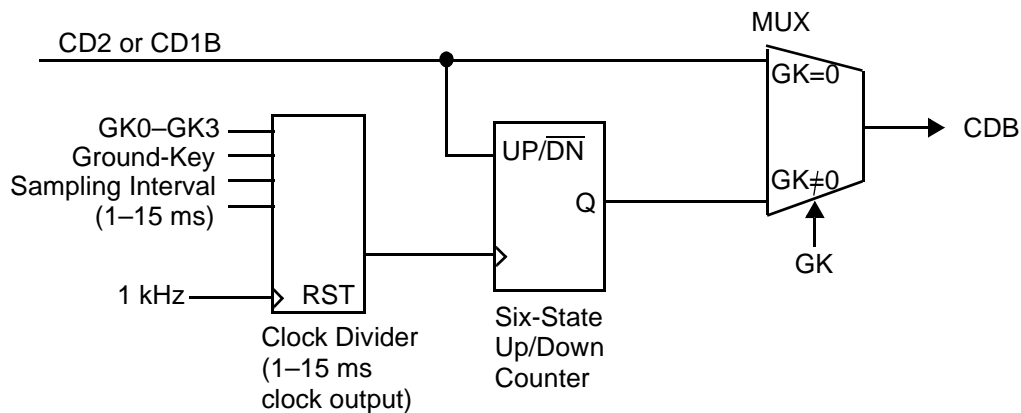 MUX
CD2 or CD1B
GK=0
CDB
GK0–GK3
Ground-Key
Sampling Interval
(1–15 ms)
UP/DN
GK≠0
Q
GK
1 kHz
RST
Clock Divider
(1–15 ms
clock output)
Six-State
Up/Down
Counter